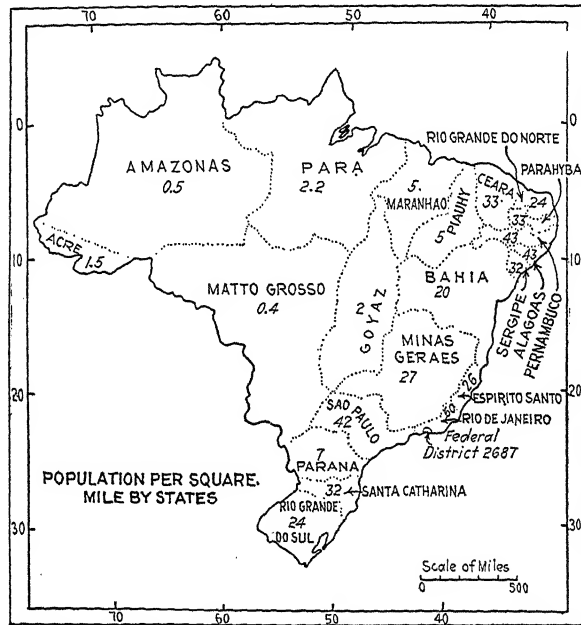 70 60 50 40
0 0
RIO GRANDE DO NORTE
PARAHYBA
AMAZONAS
0.5
PARA
2.2
5.
MARANHAO
5
PIAUHY
CEARA
33
24
33
43
43
32
ACRE
1.5
10 10
MATTO GROSSO
0.4
2
GOYAZ
BAHIA
20
SERGIPE
ALAGOAS
PERNAMBUCO
MINAS
GERAES
27
26
ESPIRITO SANTO
20 20
SAO PAULO
42
RIO DE JANEIRO
Federal
District 2687
7
PARANA
POPULATION PER SQUARE.
MILE BY STATES
32
SANTA CATHARINA
RIO GRANDE
24
DO SUL
30 30
Scale of Miles
0 500
70 60 50 40